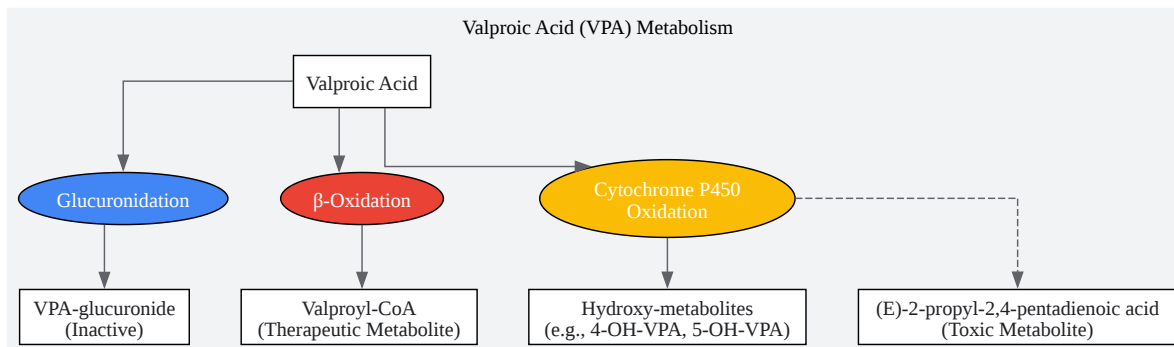 Valproic Acid (VPA) Metabolism
Valproic Acid
Glucuronidation
β-Oxidation
Cytochrome P450
Oxidation
VPA-glucuronide
(Inactive)
Valproyl-CoA
(Therapeutic Metabolite)
Hydroxy-metabolites
(e.g., 4-OH-VPA, 5-OH-VPA)
(E)-2-propyl-2,4-pentadienoic acid
(Toxic Metabolite)